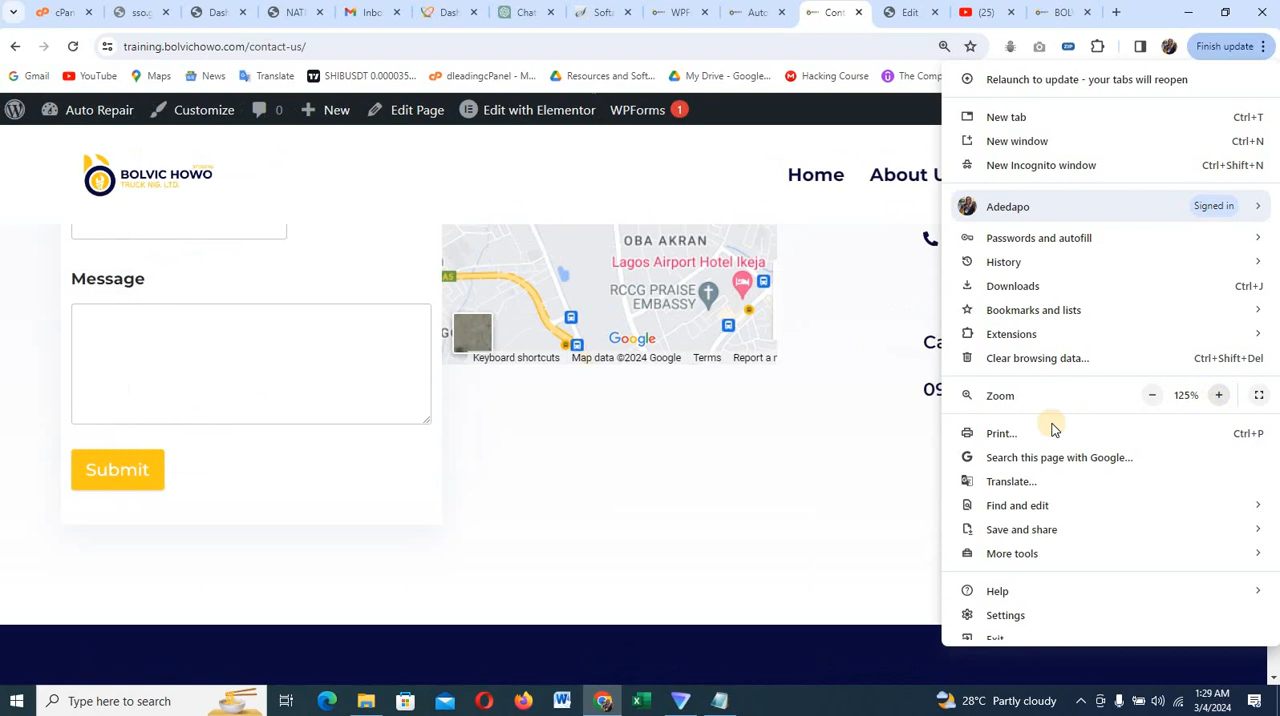 cPan
sso.g
Dash
NATI
Inbo
Dash
Chat
Softa
WPF
Auto
Cont
Edit
(25)
BOL
training.bolvichowo.com/contact-us/
Finish update
Gmail
YouTube
Maps
News
Translate
SHIBUSDT 0.000035...
dleadingcPanel - M...
Resources and Soft...
My Drive - Google...
Hacking Course
The Comp
Auto Repair
Customize
0
New
Edit Page
Edit with Elementor
WPForms 1
BOLVIC HOWO
TRUCK NIG. LTD.
Home
About U
Message
Submit
OBA AKRAN
Lagos Airport Hotel Ikeja
RCCG PRAISE
EMBASSY
Google
Keyboard shortcuts
Map data ©2024 Google
Terms
Report a r
Ca
09
Relaunch to update - your tabs will reopen
New tab Ctrl+T
New window Ctrl+N
New Incognito window Ctrl+Shift+N
Adedapo Signed in
Passwords and autofill
History
Downloads Ctrl+J
Bookmarks and lists
Extensions
Clear browsing data... Ctrl+Shift+Del
Zoom 125%
Print... Ctrl+P
Search this page with Google...
Translate...
Find and edit
Save and share
More tools
Help
Settings
Exit
Type here to search
28°C Partly cloudy
1:29 AM
3/4/2024